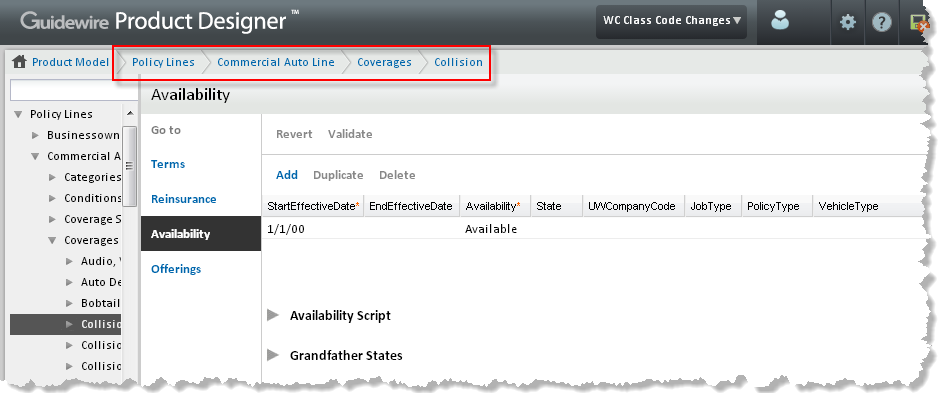 Guidewire Product Designer™
WC Class Code Changes ▼
?
Product Model
Policy Lines
Commercial Auto Line
Coverages
Collision
Policy Lines
Businessown
Commercial A
Categories
Conditions
Coverage S
Coverages
Audio,
Auto De
Bobtail
Collisio
Collisio
Collisio
Availability
Go to
Terms
Reinsurance
Availability
Offerings
Revert Validate
Add Duplicate Delete
StartEffectiveDate* EndEffectiveDate Availability* State UWCompanyCode JobType PolicyType VehicleType
1/1/00 Available
Availability Script
Grandfather States